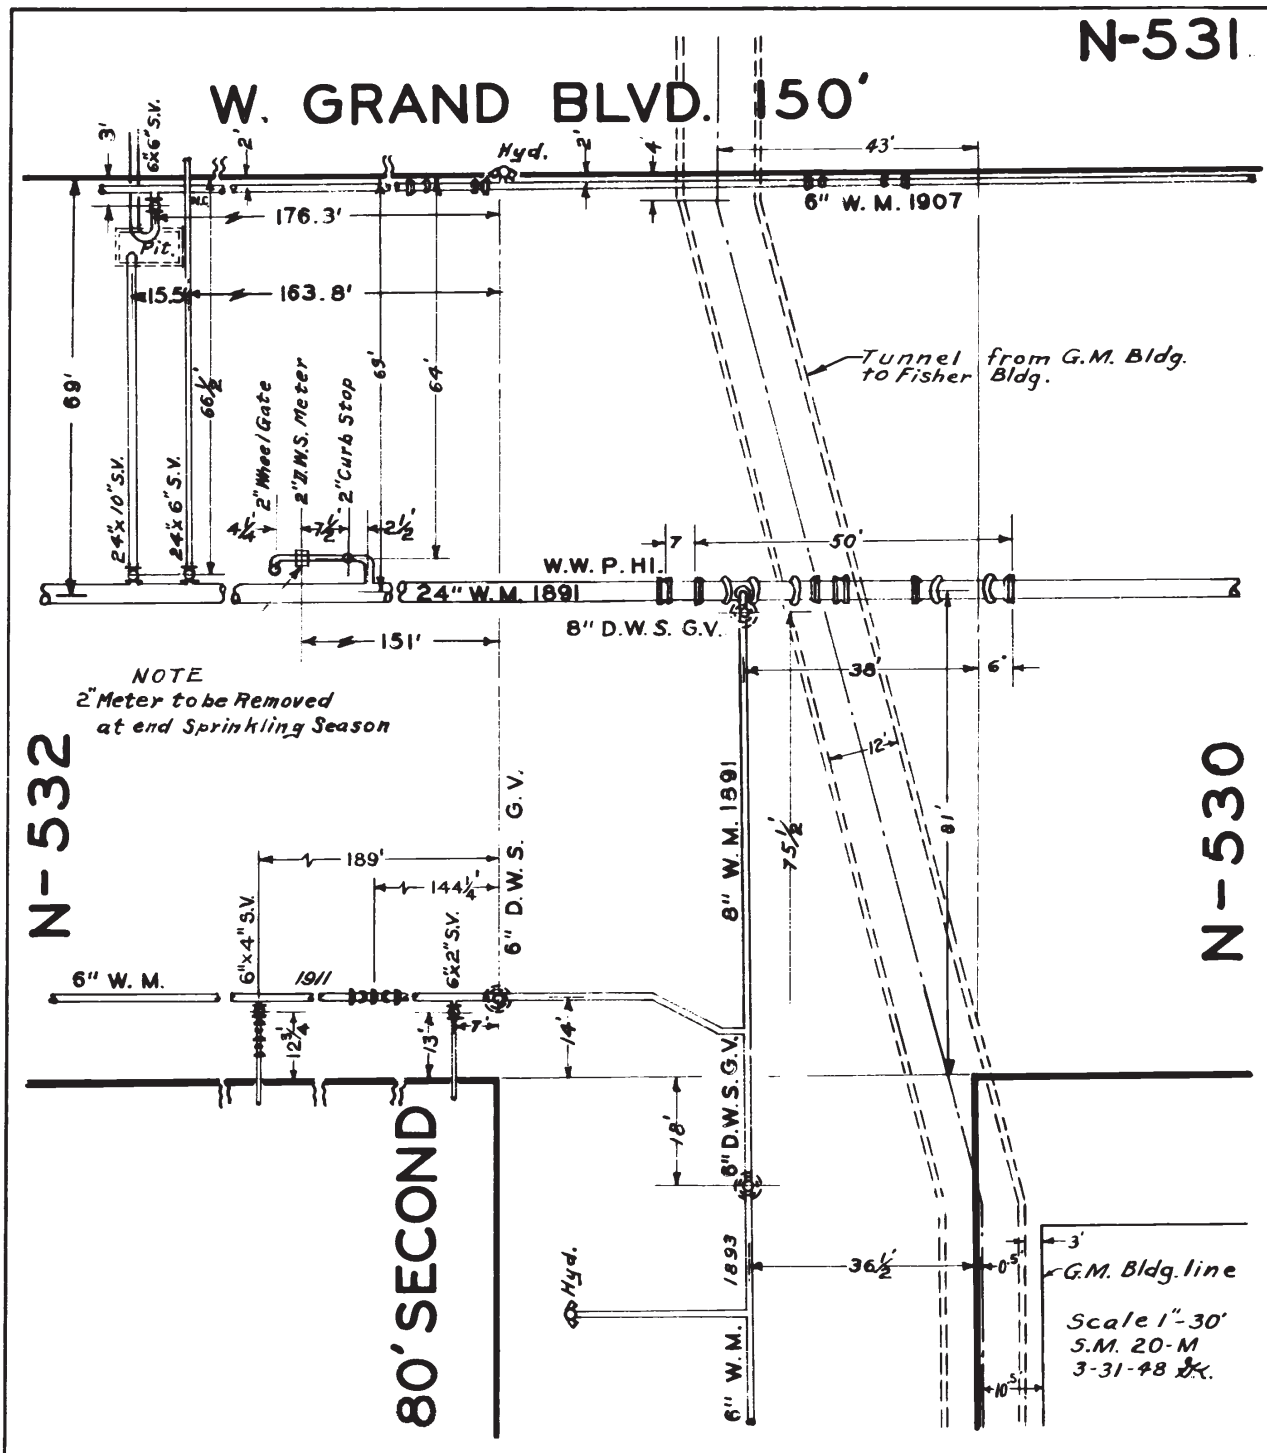 N-531
W. GRAND BLVD. 150'
3'
6"x6" S.V.
2'
Hyd.
2'
4'
43'
6" W. M. 1907
N.C.
176.3'
Pit.
15.5'
163.8'
69'
66½'
69'
64'
Tunnel from G.M. Bldg.
to Fisher Bldg.
24"x10" S.V.
24"x6" S.V.
2" Wheel Gate
2" D.W.S. Meter
2" Curb Stop
4¼'
7½'
2½'
7'
50'
W.W. P. HI.
24" W. M. 1891
8" D.W.S. G.V.
151'
38'
6'
NOTE
2" Meter to be Removed
at end Sprinkling Season
N-532
N-530
12'
8" W. M. 1891
75½'
81'
6" D.W.S. G.V.
189'
144¼'
6"x4" S.V.
6"x2" S.V.
6" W. M.
1911
12¾'
13'
7'
14'
18'
6" D.W.S. G.V.
80' SECOND
1893
6" W. M.
Hyd.
36½'
0.5'
3'
G.M. Bldg. line
Scale 1"-30'
S.M. 20-M
3-31-48
10.5'